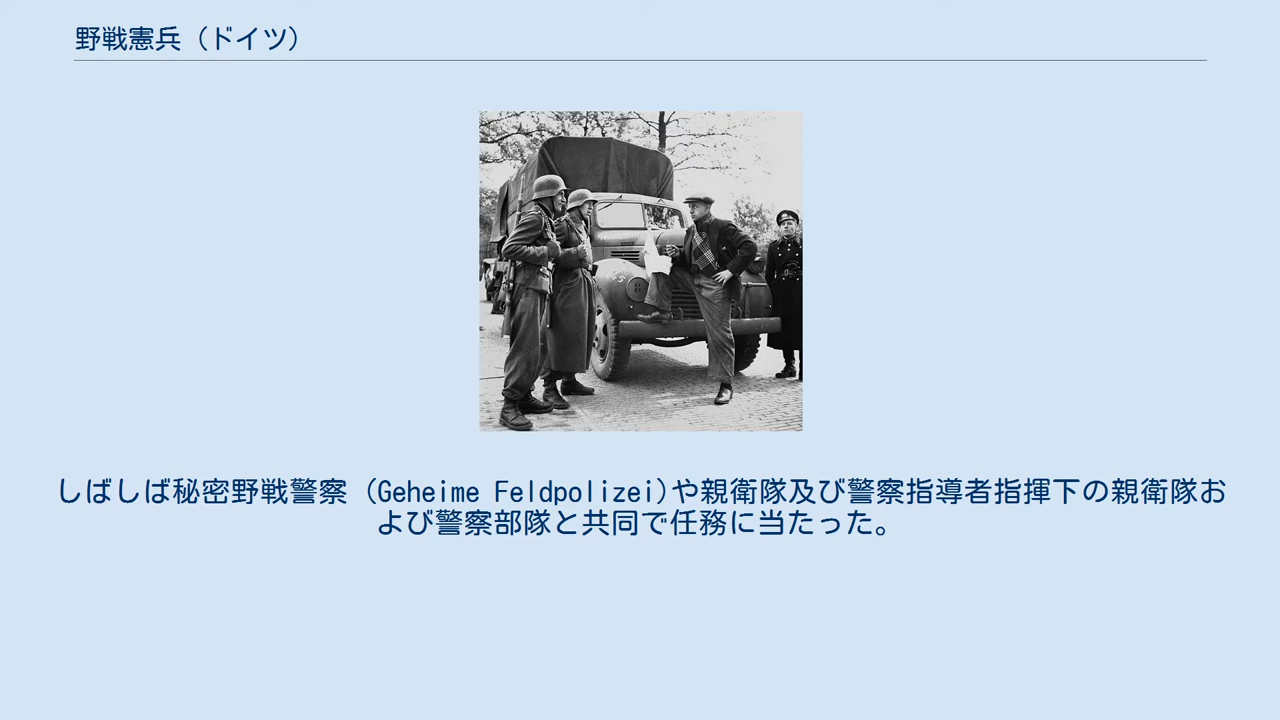 野戦憲兵（ドイツ）
しばしば秘密野戦警察（Geheime Feldpolizei)や親衛隊及び警察指導者指揮下の親衛隊お
よび警察部隊と共同で任務に当たった。